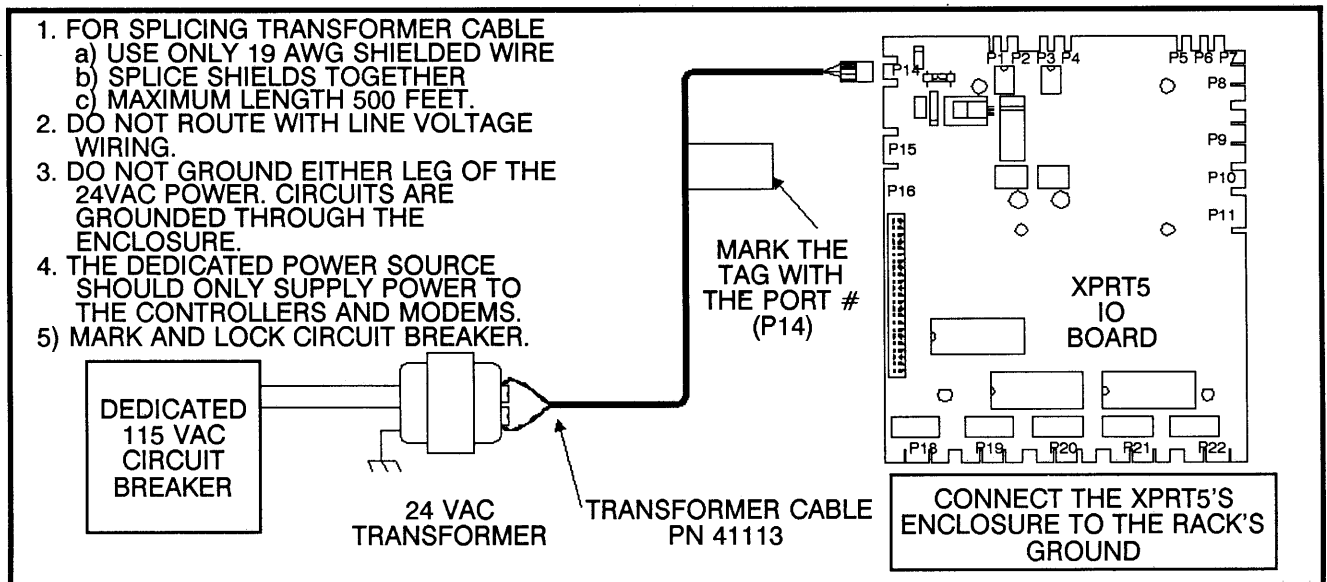 1. FOR SPLICING TRANSFORMER CABLE
a) USE ONLY 19 AWG SHIELDED WIRE
b) SPLICE SHIELDS TOGETHER
c) MAXIMUM LENGTH 500 FEET.
2. DO NOT ROUTE WITH LINE VOLTAGE
WIRING.
3. DO NOT GROUND EITHER LEG OF THE
24VAC POWER. CIRCUITS ARE
GROUNDED THROUGH THE
ENCLOSURE.
4. THE DEDICATED POWER SOURCE
SHOULD ONLY SUPPLY POWER TO
THE CONTROLLERS AND MODEMS.
5) MARK AND LOCK CIRCUIT BREAKER.
DEDICATED
115 VAC
CIRCUIT
BREAKER
24 VAC
TRANSFORMER
TRANSFORMER CABLE
PN 41113
MARK THE
TAG WITH
THE PORT #
(P14)
P14
P1
P2
P3
P4
P5
P6
P7
P8
P9
P10
P11
P15
P16
XPRT5
IO
BOARD
P18
P19
P20
P21
P22
CONNECT THE XPRT5'S
ENCLOSURE TO THE RACK'S
GROUND